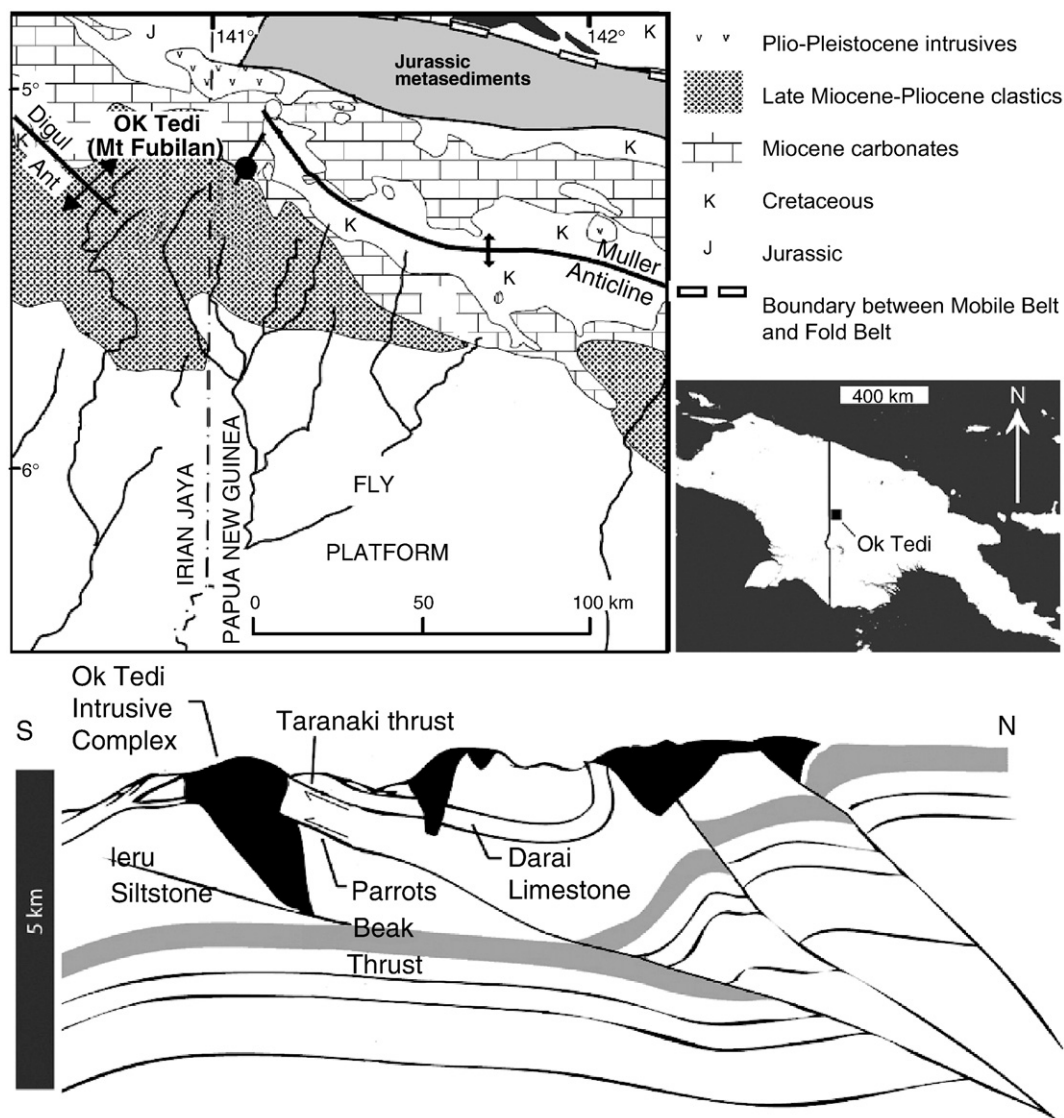 J
141°
142°
K
Jurassic
metasediments
5°
OK Tedi
(Mt Fubilan)
Digul
Ant
K
K
K
K
Muller
Anticline
K
6°
IRIAN JAYA
PAPUA NEW GUINEA
FLY
PLATFORM
0 50 100 km
v v Plio-Pleistocene intrusives
Late Miocene-Pliocene clastics
Miocene carbonates
K Cretaceous
J Jurassic
Boundary between Mobile Belt
and Fold Belt
400 km
N
Ok Tedi
S
Ok Tedi
Intrusive
Complex
Taranaki thrust
N
5 km
Ieru
Siltstone
Parrots
Beak
Thrust
Darai
Limestone